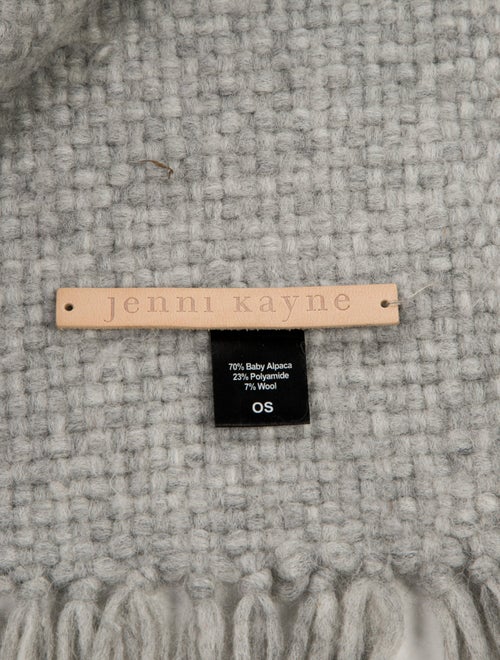 jenni kayne
70% Baby Alpaca
23% Polyamide
7% Wool
OS